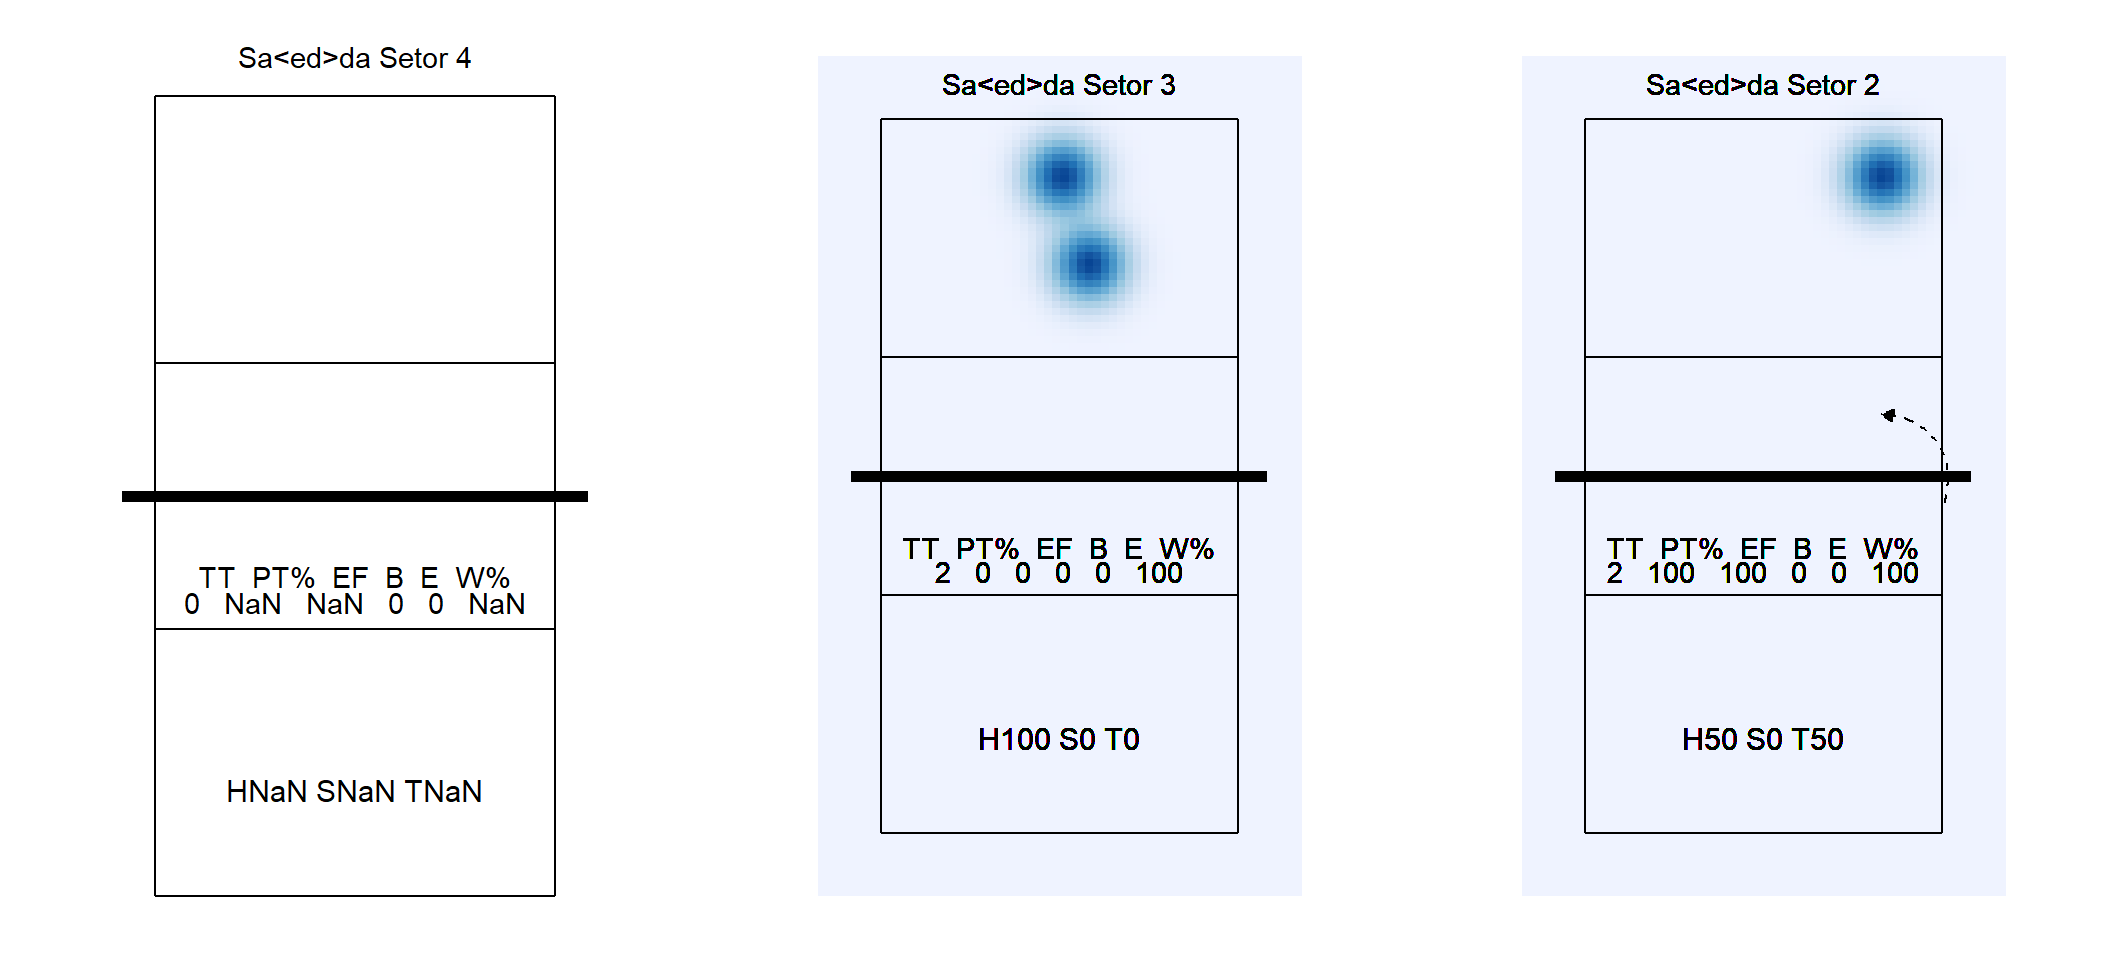 Sa<ed>da Setor 4
TT PT% EF B E W%
0 NaN NaN 0 0 NaN
HNaN SNaN TNaN
Sa<ed>da Setor 3
TT PT% EF B E W%
2 0 0 0 0 100
H100 S0 T0
Sa<ed>da Setor 2
TT PT% EF B E W%
2 100 100 0 0 100
H50 S0 T50